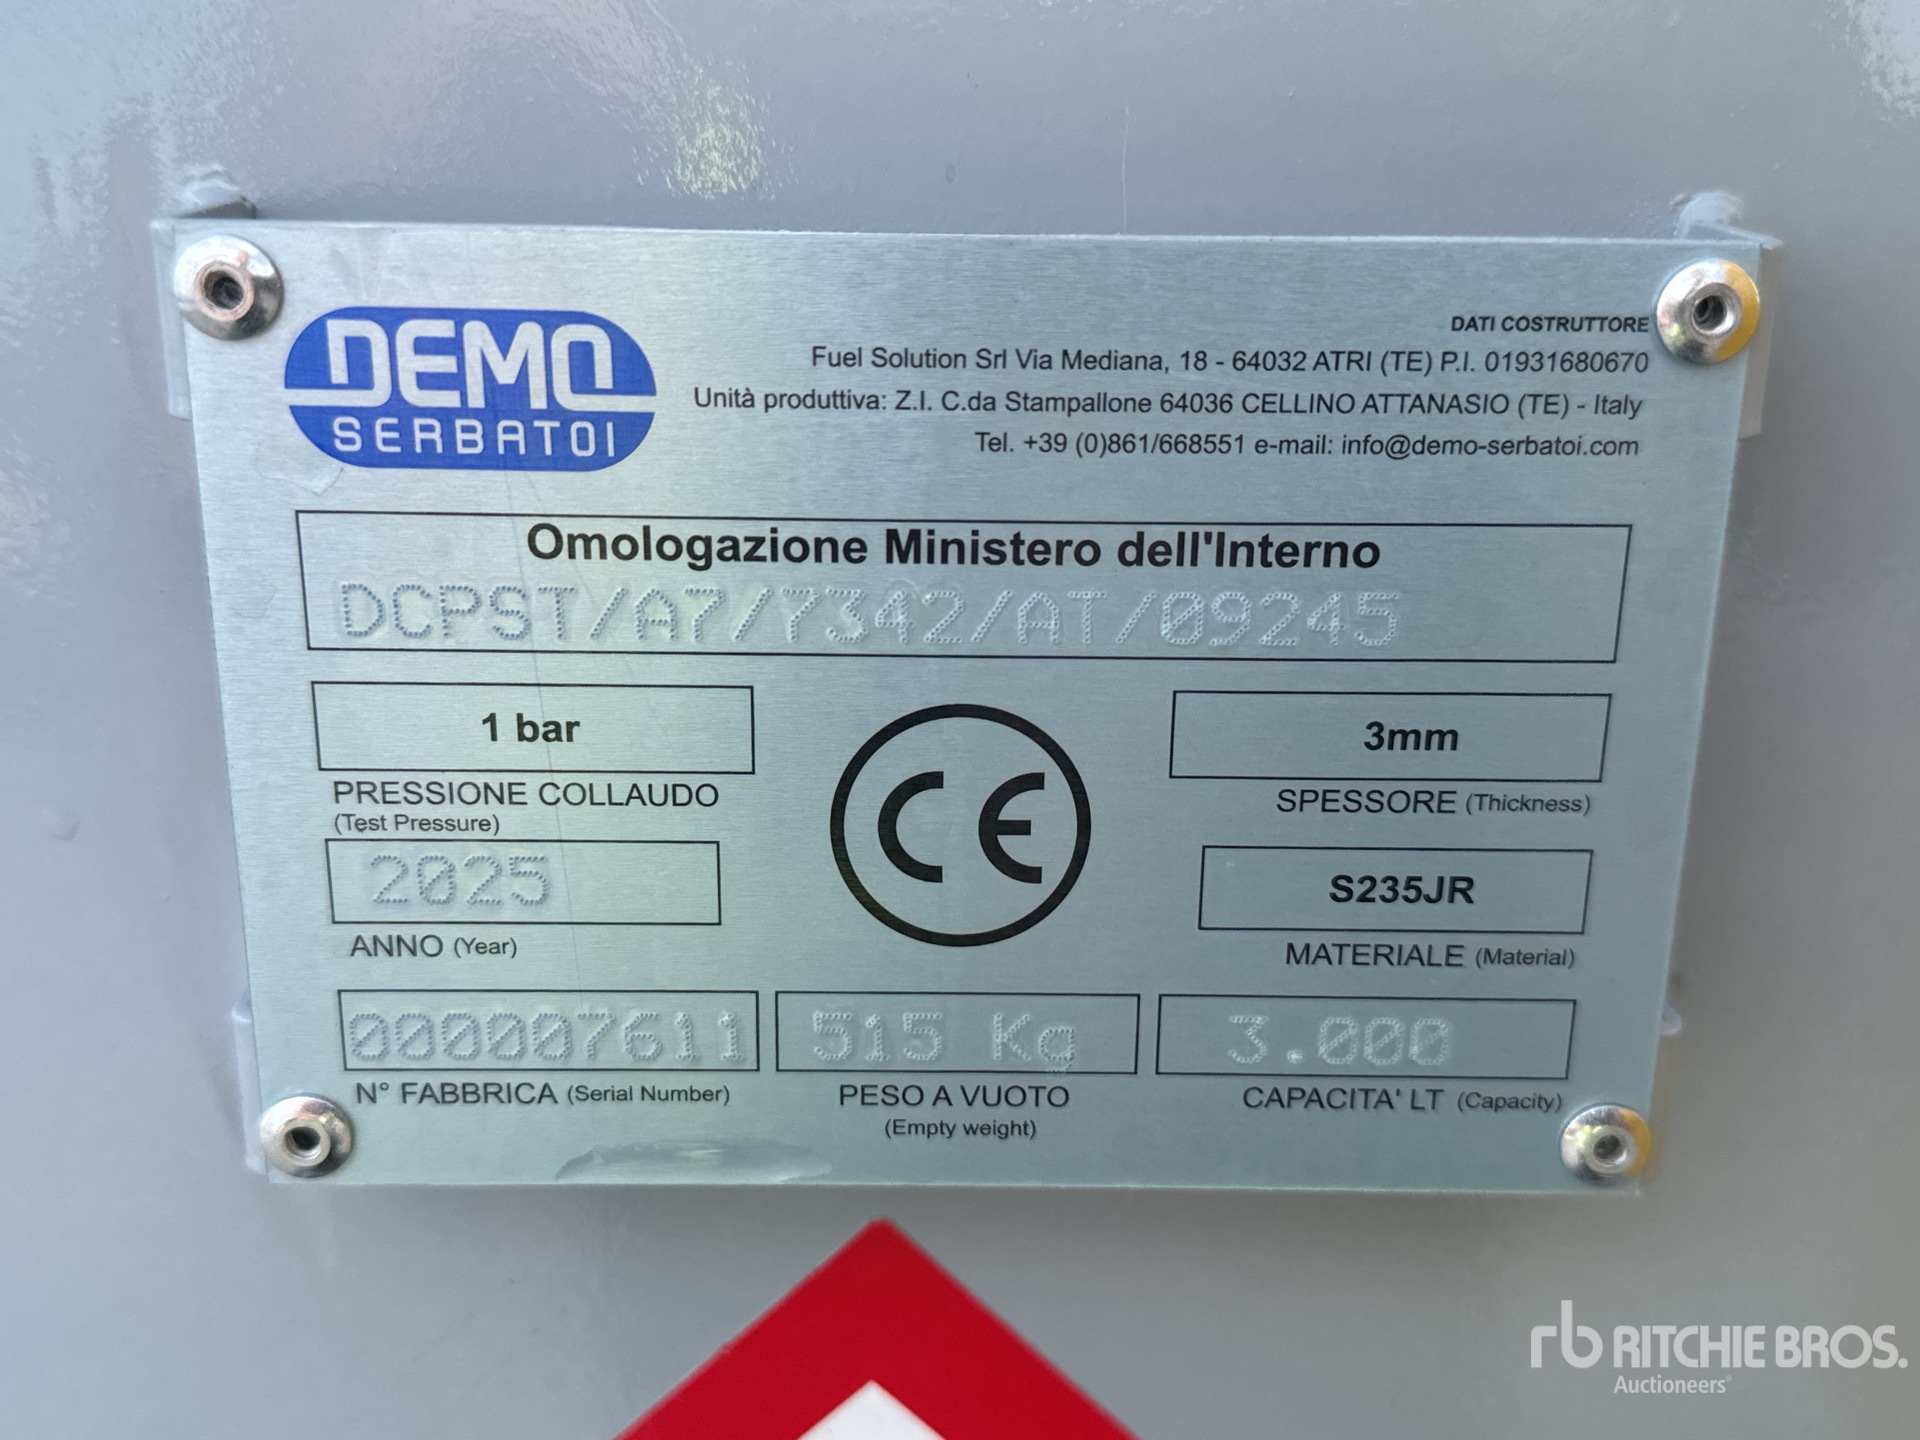 DEMO
SERBATOI
DATI COSTRUTTORE
Fuel Solution Srl Via Mediana, 18 - 64032 ATRI (TE) P.I. 01931680670
Unità produttiva: Z.I. C.da Stampallone 64036 CELLINO ATTANASIO (TE) - Italy
Tel. +39 (0)861/668551 e-mail: info@demo-serbatoi.com
Omologazione Ministero dell'Interno
DCPST/A7/7342/AT/09245
1 bar
PRESSIONE COLLAUDO
(Test Pressure)
2025
ANNO (Year)
CE
3mm
SPESSORE (Thickness)
S235JR
MATERIALE (Material)
000007611
N° FABBRICA (Serial Number)
515 Kg
PESO A VUOTO
(Empty weight)
3.000
CAPACITA' LT (Capacity)
rb RITCHIE BROS.
Auctioneers